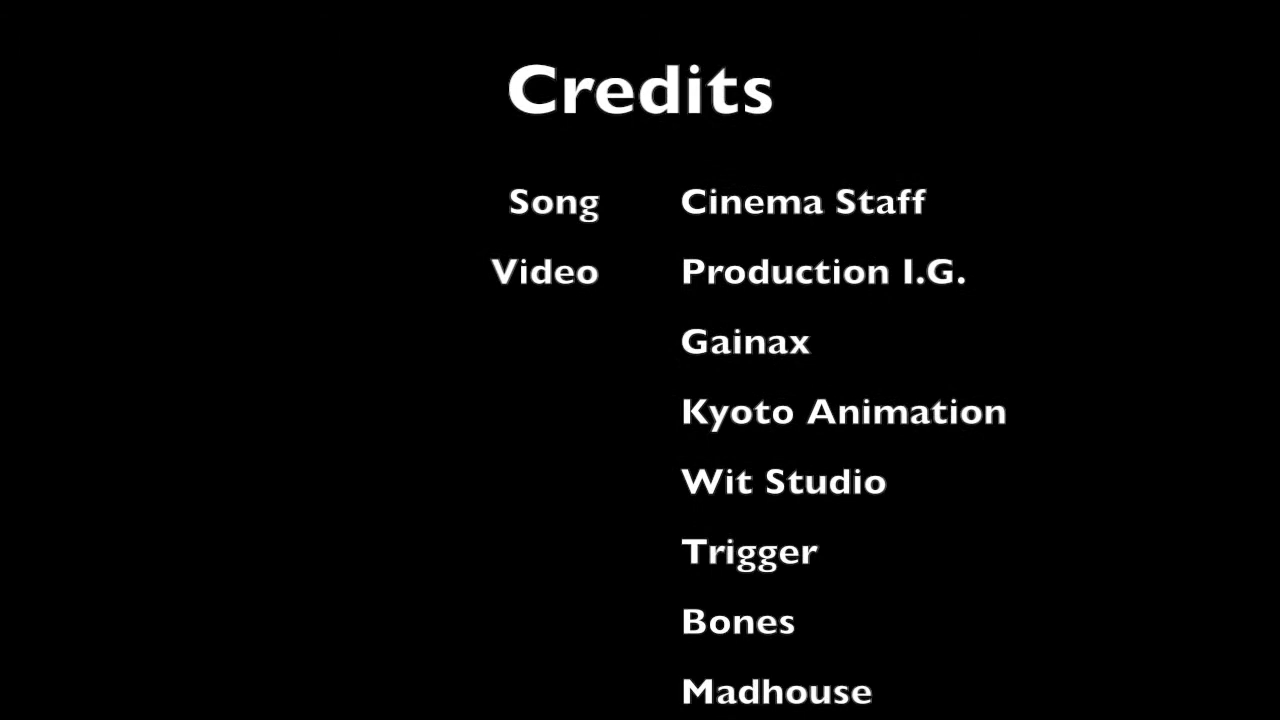 Credits
Song Cinema Staff
Video Production I.G.
Gainax
Kyoto Animation
Wit Studio
Trigger
Bones
Madhouse